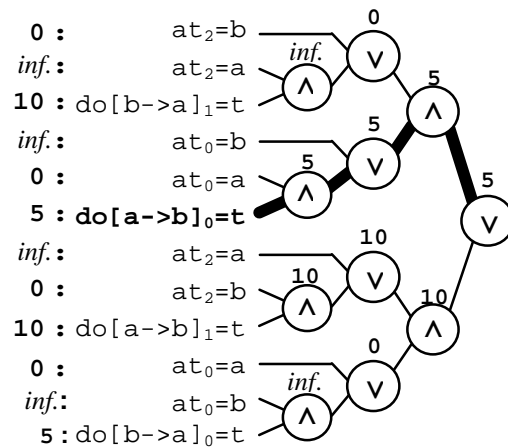 0 : at₂=b 0
inf.: at₂=a inf. ∨
10 : do[b->a]₁=t ∧ 5 ∧
inf.: at₀=b 5 ∨
0 : at₀=a 5
5 : do[a->b]₀=t ∧ 5 ∨
inf.: at₂=a 10 ∨
0 : at₂=b 10
10 : do[a->b]₁=t ∧ 10 ∧
0 : at₀=a 0 ∨
inf.: at₀=b inf.
5 : do[b->a]₀=t ∧